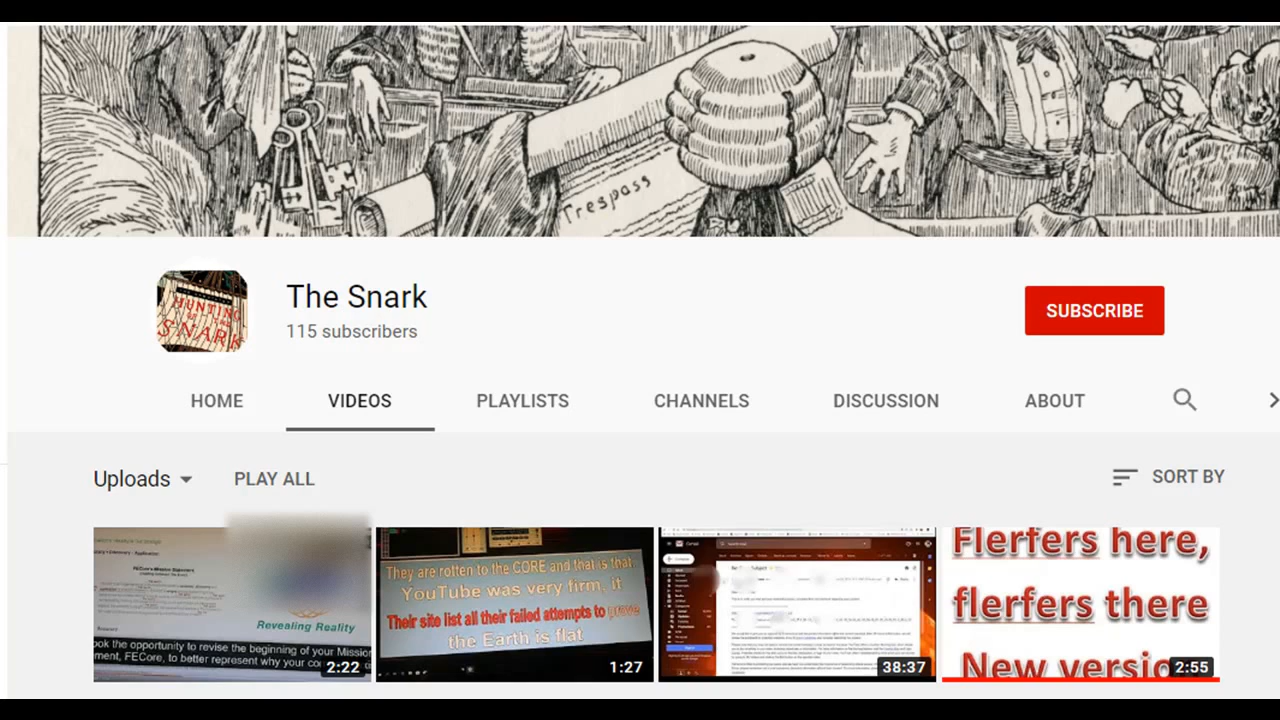 Trespass
HUNTING
SNARK
The Snark
115 subscribers
SUBSCRIBE
HOME VIDEOS PLAYLISTS CHANNELS DISCUSSION ABOUT
Uploads PLAY ALL SORT BY
FECore's Mission Statement
Revealing Reality
ook the opportunity to revise the beginning of your Mission
ment, FECore, to better represent why your co
2:22
They are rotten to the CORE and that is that.
YouTube was very firm, it
Their site list all their failed attempts to prove
the Earth is flat
1:27
38:37
Flerfers here,
flerfers there
New versio
2:55